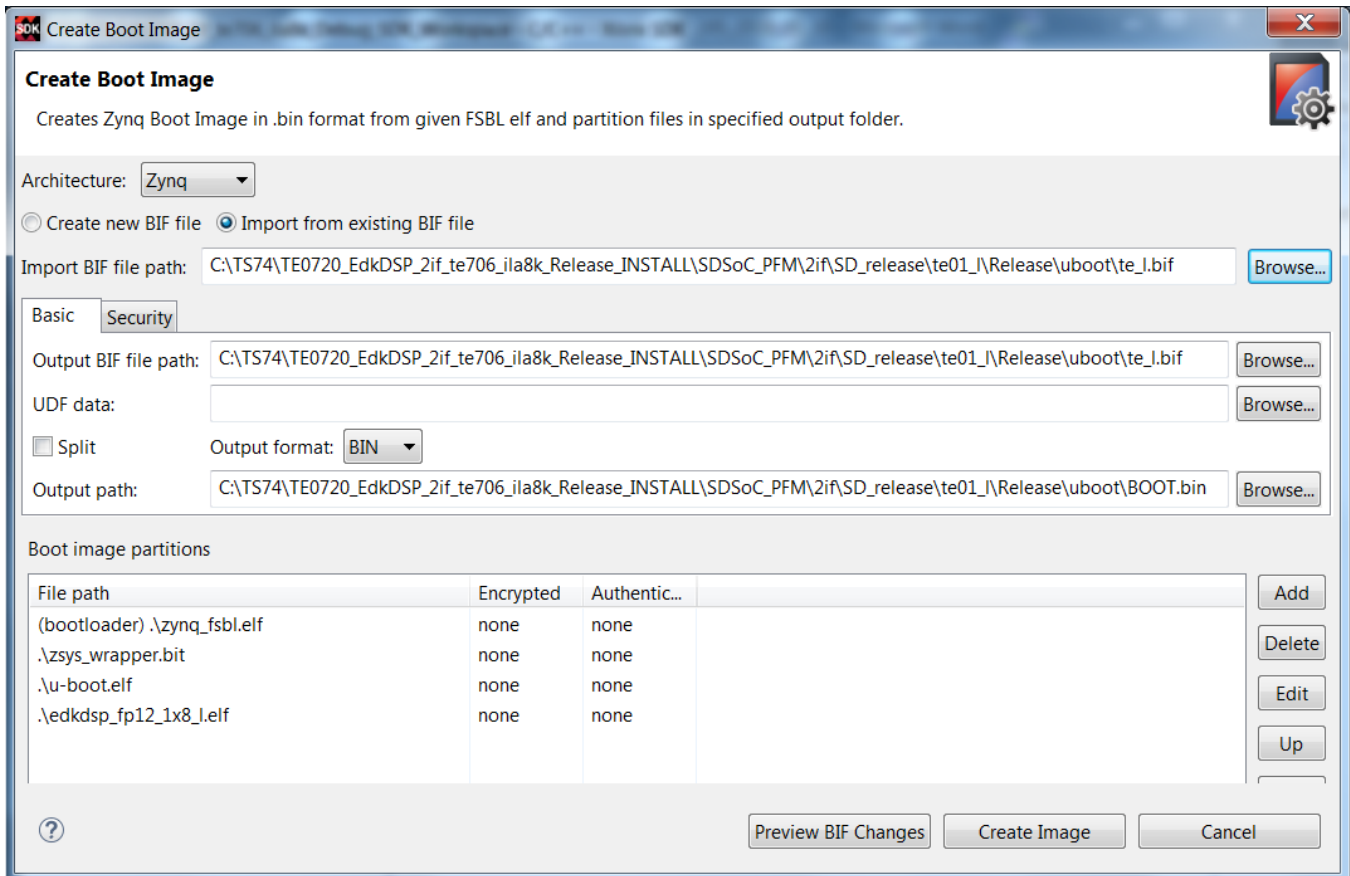 SDK Create Boot Image
Create Boot Image
Creates Zynq Boot Image in .bin format from given FSBL elf and partition files in specified output folder.
Architecture: Zynq
Create new BIF file Import from existing BIF file
Import BIF file path: C:\TS74\TE0720_EdkDSP_2if_te706_ila8k_Release_INSTALL\SDSoC_PFM\2if\SD_release\te01_l\Release\uboot\te_l.bif Browse...
Basic Security
Output BIF file path: C:\TS74\TE0720_EdkDSP_2if_te706_ila8k_Release_INSTALL\SDSoC_PFM\2if\SD_release\te01_l\Release\uboot\te_l.bif Browse...
UDF data: Browse...
Split Output format: BIN
Output path: C:\TS74\TE0720_EdkDSP_2if_te706_ila8k_Release_INSTALL\SDSoC_PFM\2if\SD_release\te01_l\Release\uboot\BOOT.bin Browse...
Boot image partitions
File path Encrypted Authentic... Add
(bootloader) .\zynq_fsbl.elf none none
.\zsys_wrapper.bit none none Delete
.\u-boot.elf none none Edit
.\edkdsp_fp12_1x8_l.elf none none
Up
? Preview BIF Changes Create Image Cancel